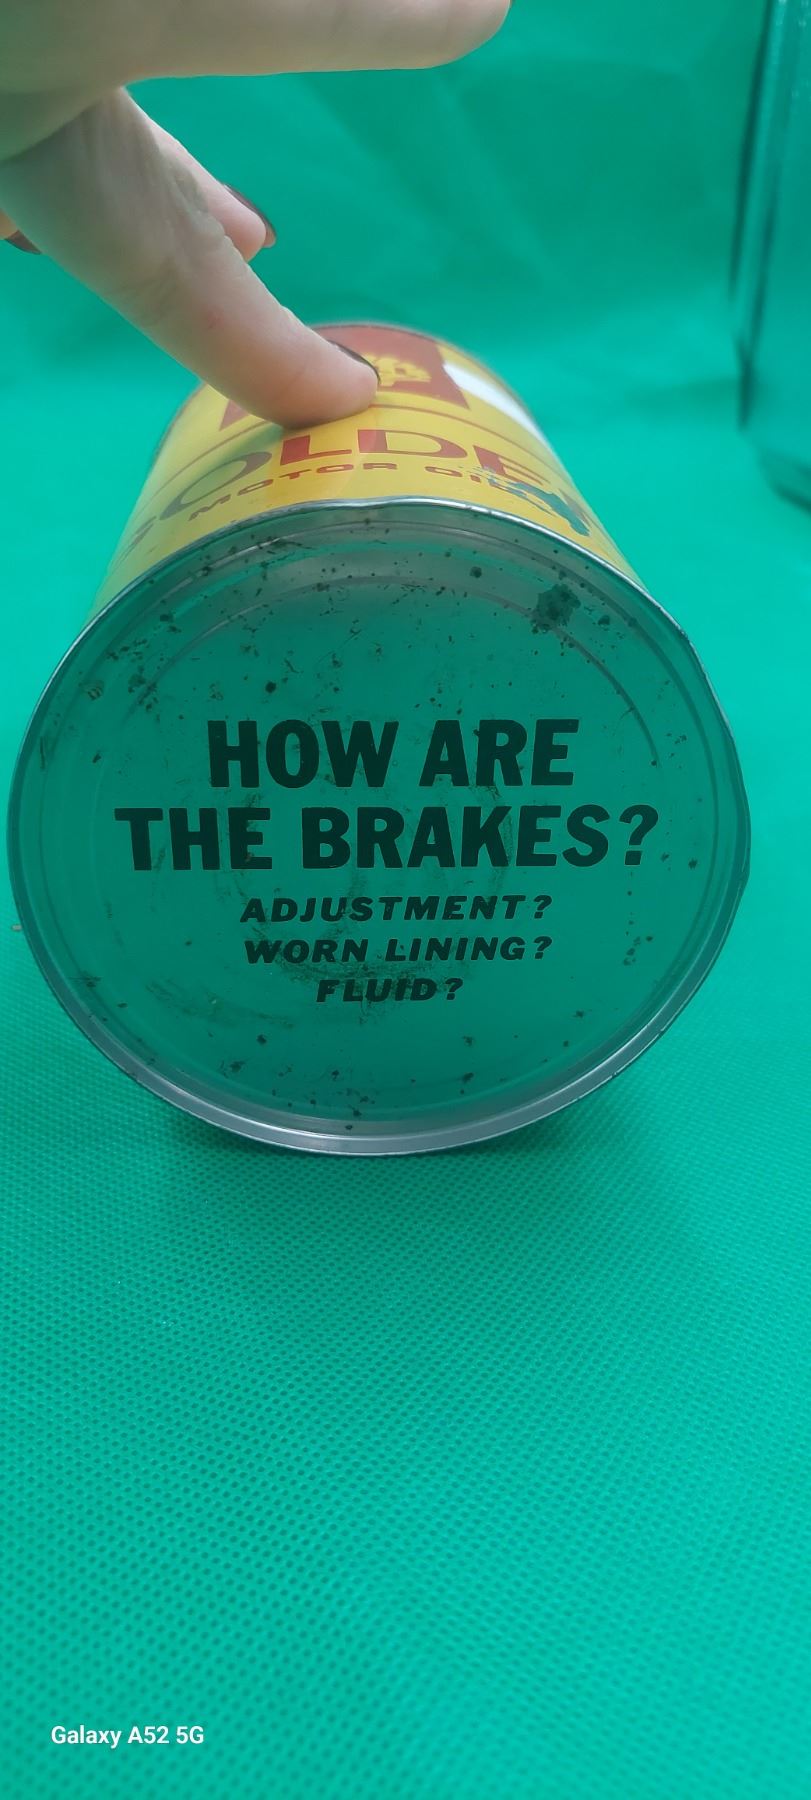 MOTOR OIL
HOW ARE
THE BRAKES?
ADJUSTMENT?
WORN LINING?
FLUID?
Galaxy A52 5G